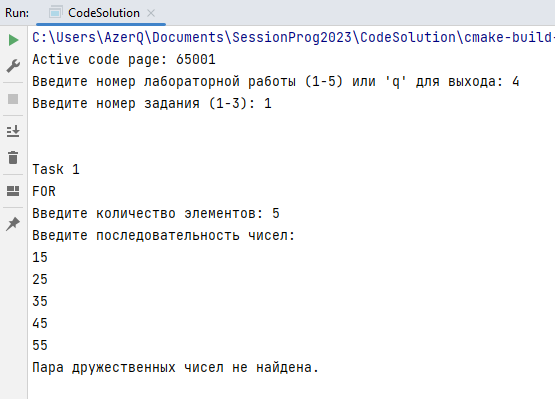 Run: CodeSolution
C:\Users\AzerQ\Documents\SessionProg2023\CodeSolution\cmake-build-
Active code page: 65001
Введите номер лабораторной работы (1-5) или 'q' для выхода: 4
Введите номер задания (1-3): 1
Task 1
FOR
Введите количество элементов: 5
Введите последовательность чисел:
15
25
35
45
55
Пара дружественных чисел не найдена.